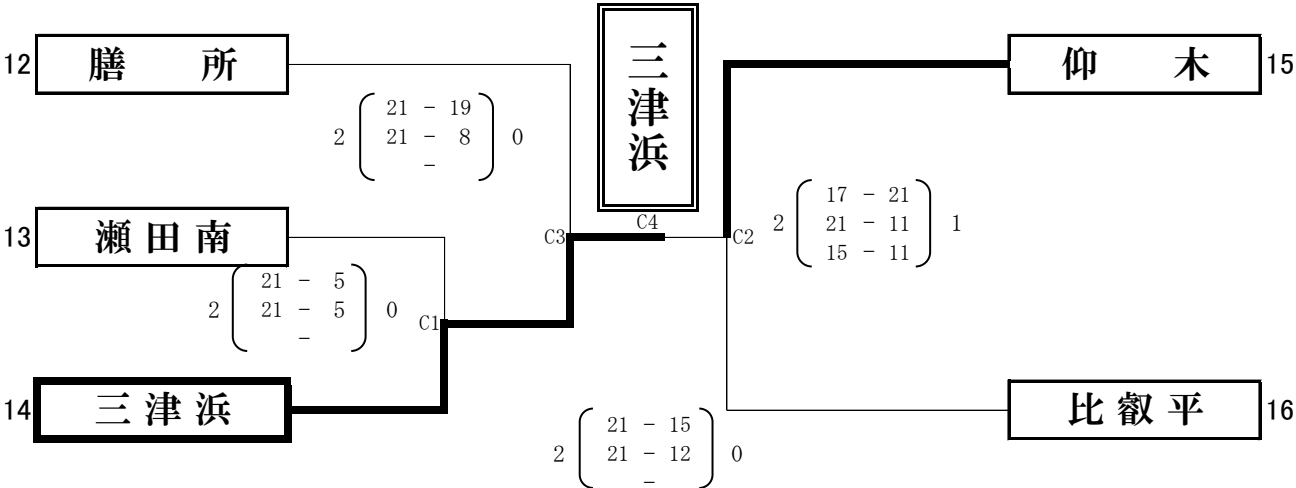 三津浜
12 膳 所
仰 木 15
2 ( 21 - 19 ) 0
21 - 8
-
C4
13 瀬田南
C3
C2
2 ( 17 - 21 ) 1
21 - 11
15 - 11
2 ( 21 - 5 ) 0
21 - 5
-
C1
14 三津浜
比叡平 16
2 ( 21 - 15 ) 0
21 - 12
-